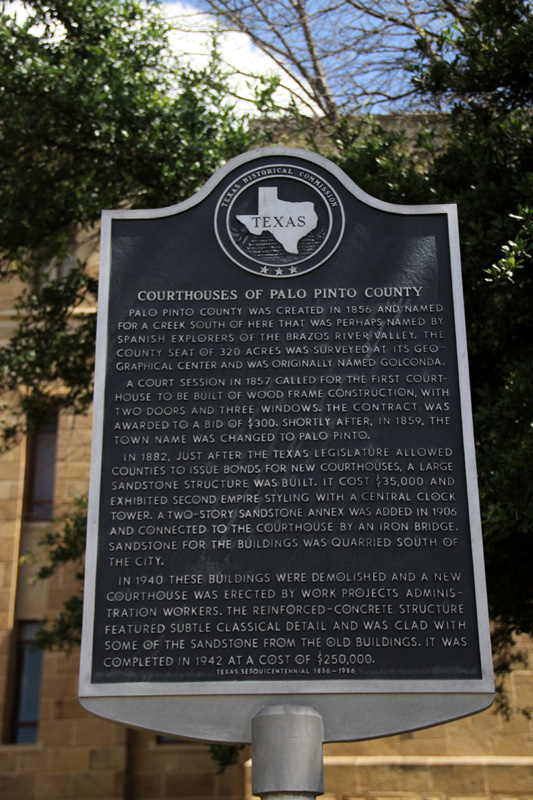 TEXAS HISTORICAL COMMISSION
TEXAS
COURTHOUSES OF PALO PINTO COUNTY
PALO PINTO COUNTY WAS CREATED IN 1856 AND NAMED
FOR A CREEK SOUTH OF HERE THAT WAS PERHAPS NAMED BY
SPANISH EXPLORERS OF THE BRAZOS RIVER VALLEY. THE
COUNTY SEAT OF 320 ACRES WAS SURVEYED AT ITS GEO-
GRAPHICAL CENTER AND WAS ORIGINALLY NAMED GOLCONDA.
A COURT SESSION IN 1857 CALLED FOR THE FIRST COURT-
HOUSE TO BE BUILT OF WOOD FRAME CONSTRUCTION, WITH
TWO DOORS AND THREE WINDOWS. THE CONTRACT WAS
AWARDED TO A BID OF $300. SHORTLY AFTER, IN 1859, THE
TOWN NAME WAS CHANGED TO PALO PINTO.
IN 1882, JUST AFTER THE TEXAS LEGISLATURE ALLOWED
COUNTIES TO ISSUE BONDS FOR NEW COURTHOUSES, A LARGE
SANDSTONE STRUCTURE WAS BUILT. IT COST $35,000 AND
EXHIBITED SECOND EMPIRE STYLING WITH A CENTRAL CLOCK
TOWER. A TWO-STORY SANDSTONE ANNEX WAS ADDED IN 1906
AND CONNECTED TO THE COURTHOUSE BY AN IRON BRIDGE.
SANDSTONE FOR THE BUILDINGS WAS QUARRIED SOUTH OF
THE CITY.
IN 1940 THESE BUILDINGS WERE DEMOLISHED AND A NEW
COURTHOUSE WAS ERECTED BY WORK PROJECTS ADMINIS-
TRATION WORKERS. THE REINFORCED-CONCRETE STRUCTURE
FEATURED SUBTLE CLASSICAL DETAIL AND WAS CLAD WITH
SOME OF THE SANDSTONE FROM THE OLD BUILDINGS. IT WAS
COMPLETED IN 1942 AT A COST OF $250,000.
TEXAS SESQUICENTENNIAL 1836-1986